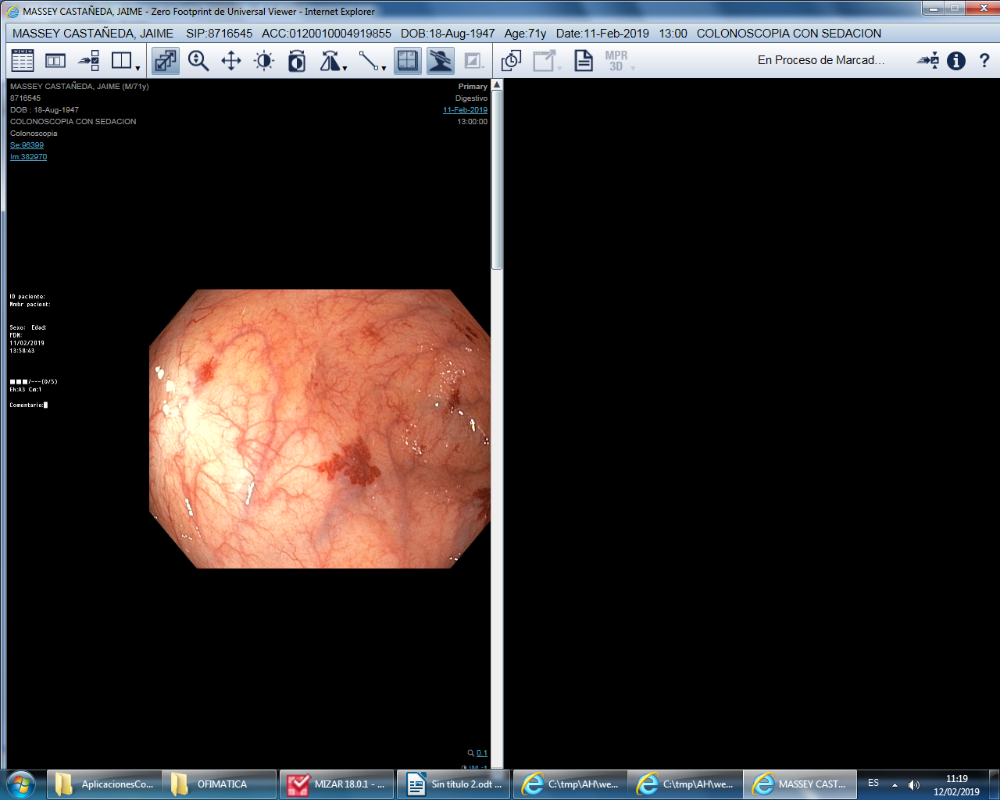 MASSEY CASTAÑEDA, JAIME - Zero Footprint de Universal Viewer - Internet Explorer
MASSEY CASTAÑEDA, JAIME SIP:8716545 ACC:0120010004919855 DOB:18-Aug-1947 Age:71y Date:11-Feb-2019 13:00 COLONOSCOPIA CON SEDACION
MPR
3D
En Proceso de Marcad...
MASSEY CASTAÑEDA, JAIME (M/71y)
8716545
DOB : 18-Aug-1947
COLONOSCOPIA CON SEDACION
Colonoscopia
Se:96399
Im:382970
Primary
Digestivo
11-Feb-2019
13:00:00
ID paciente:
Nmbr pacient:
Sexo: Edad:
FDN:
11/02/2019
13:58:43
/---(0/5)
Eh:A3 Cm:1
Comentario:
0.1
AplicacionesCo...
OFIMATICA
MIZAR 18.0.1 - ...
Sin título 2.odt ...
C:\tmp\AH\we...
C:\tmp\AH\we...
MASSEY CAST...
ES
11:19
12/02/2019